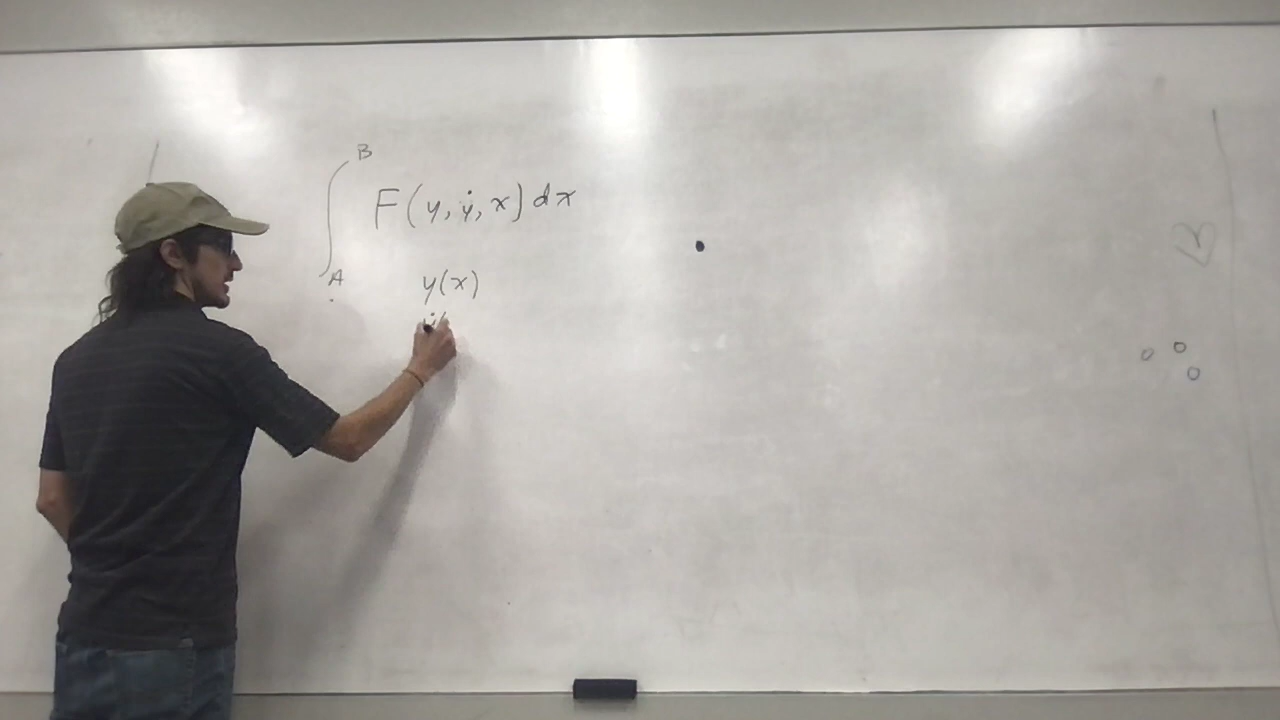 ∫_A^B F(y, ẏ, x) dx
y(x)
ẏ(